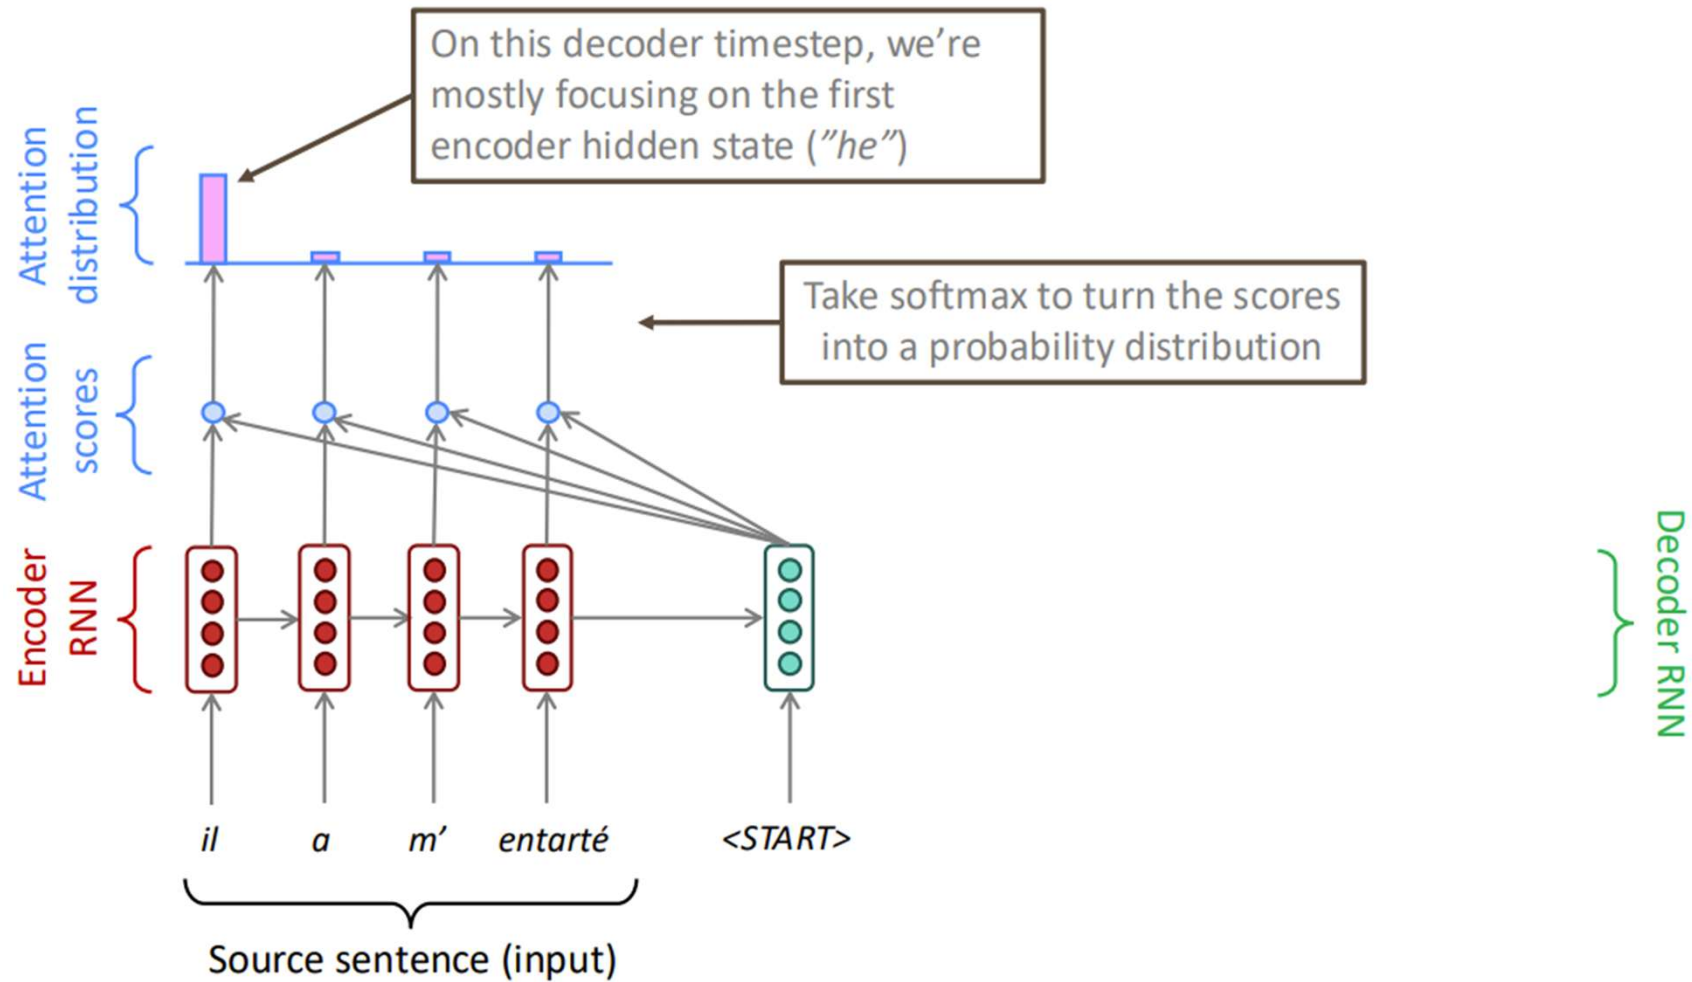 On this decoder timestep, we’re
mostly focusing on the first
encoder hidden state (”he”)
Attention
distribution
Take softmax to turn the scores
into a probability distribution
Attention
scores
Encoder
RNN
Decoder RNN
il a m’ entarté <START>
Source sentence (input)